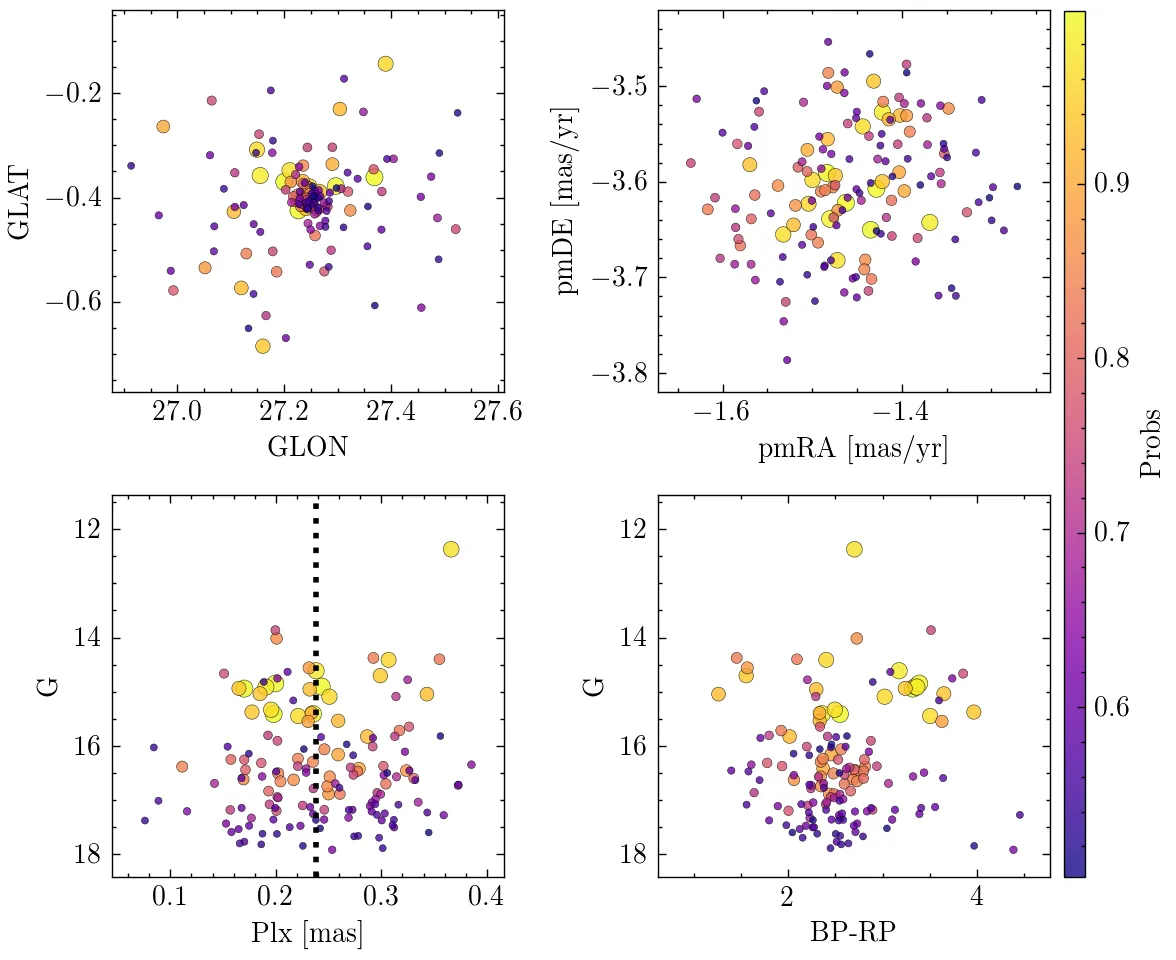 −0.2
−0.4
−0.6
GLAT
27.0 27.2 27.4 27.6
GLON
−3.5
−3.6
−3.7
−3.8
pmDE [mas/yr]
−1.6 −1.4
pmRA [mas/yr]
12
14
16
18
G
0.1 0.2 0.3 0.4
Plx [mas]
12
14
16
18
G
2 4
BP-RP
0.9
0.8
0.7
0.6
Probs